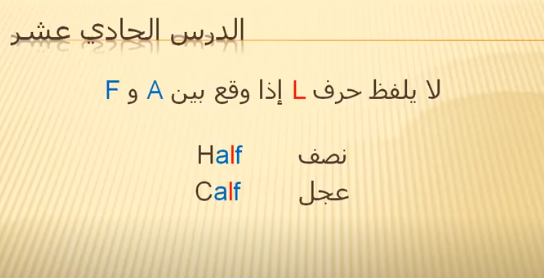 الدرس الحادي عشر
لا يلفظ حرف L إذا وقع بين A و F
Half نصف
Calf عجل